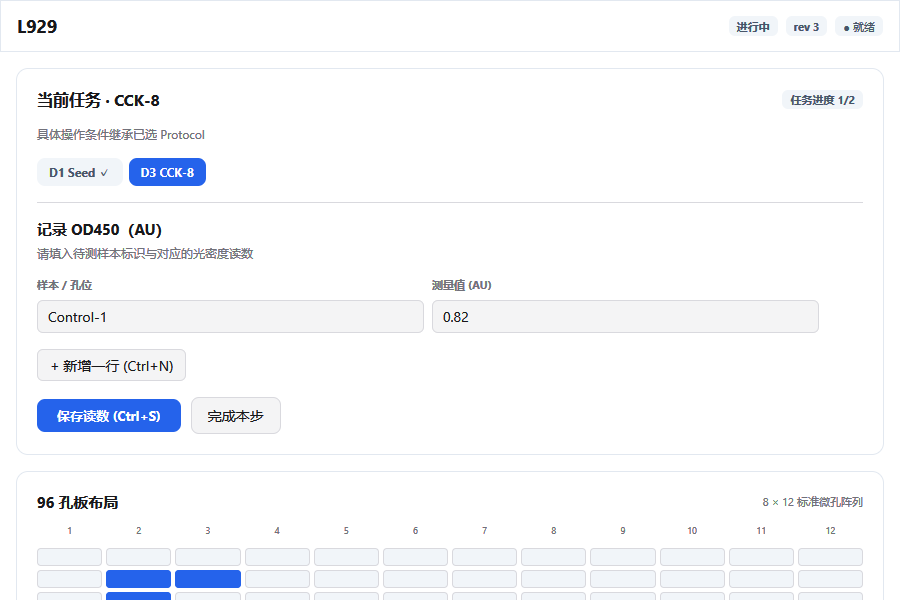 L929
进行中
rev 3
● 就绪
当前任务 · CCK-8
任务进度 1/2
具体操作条件继承已选 Protocol
D1 Seed ✓
D3 CCK-8
记录 OD450（AU）
请填入待测样本标识与对应的光密度读数
样本 / 孔位
测量值 (AU)
Control-1
0.82
+ 新增一行 (Ctrl+N)
保存读数 (Ctrl+S)
完成本步
96 孔板布局
8 × 12 标准微孔阵列
1 2 3 4 5 6 7 8 9 10 11 12